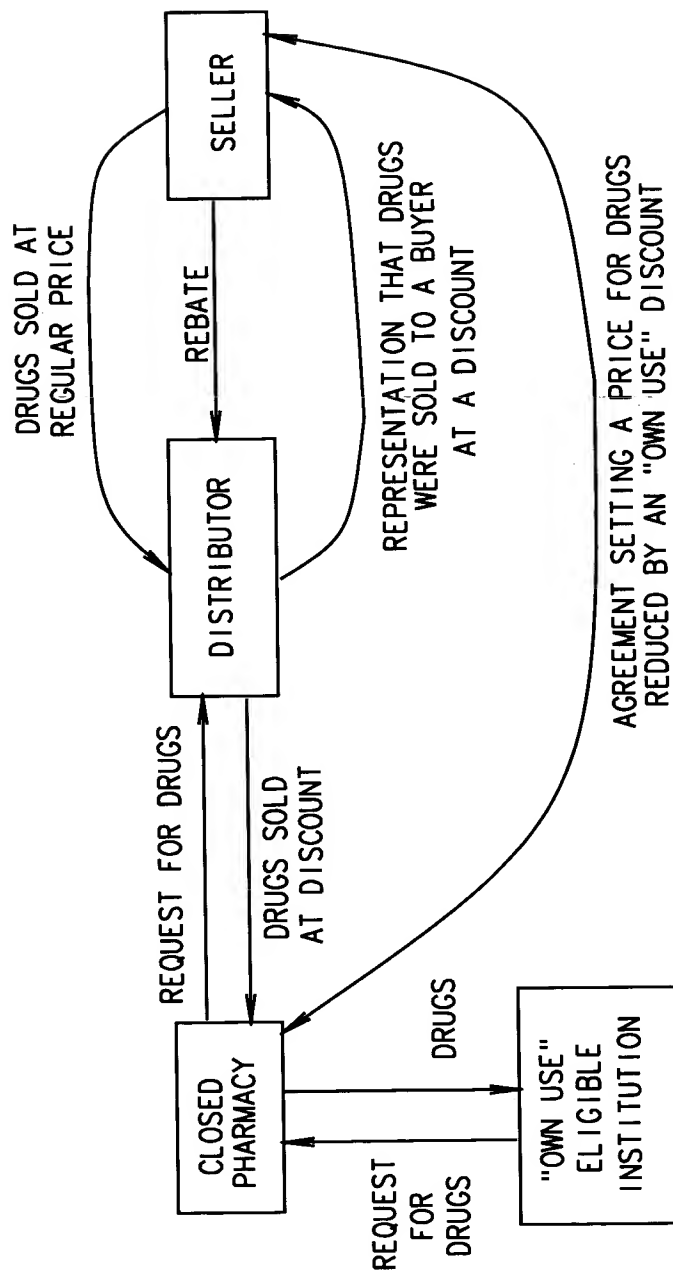 DRUGS SOLD AT
REGULAR PRICE
SELLER
REBATE
DISTRIBUTOR
REPRESENTATION THAT DRUGS
WERE SOLD TO A BUYER
AT A DISCOUNT
REQUEST FOR DRUGS
DRUGS SOLD
AT DISCOUNT
CLOSED
PHARMACY
AGREEMENT SETTING A PRICE FOR DRUGS
REDUCED BY AN "OWN USE" DISCOUNT
REQUEST
FOR
DRUGS
DRUGS
"OWN USE"
ELIGIBLE
INSTITUTION